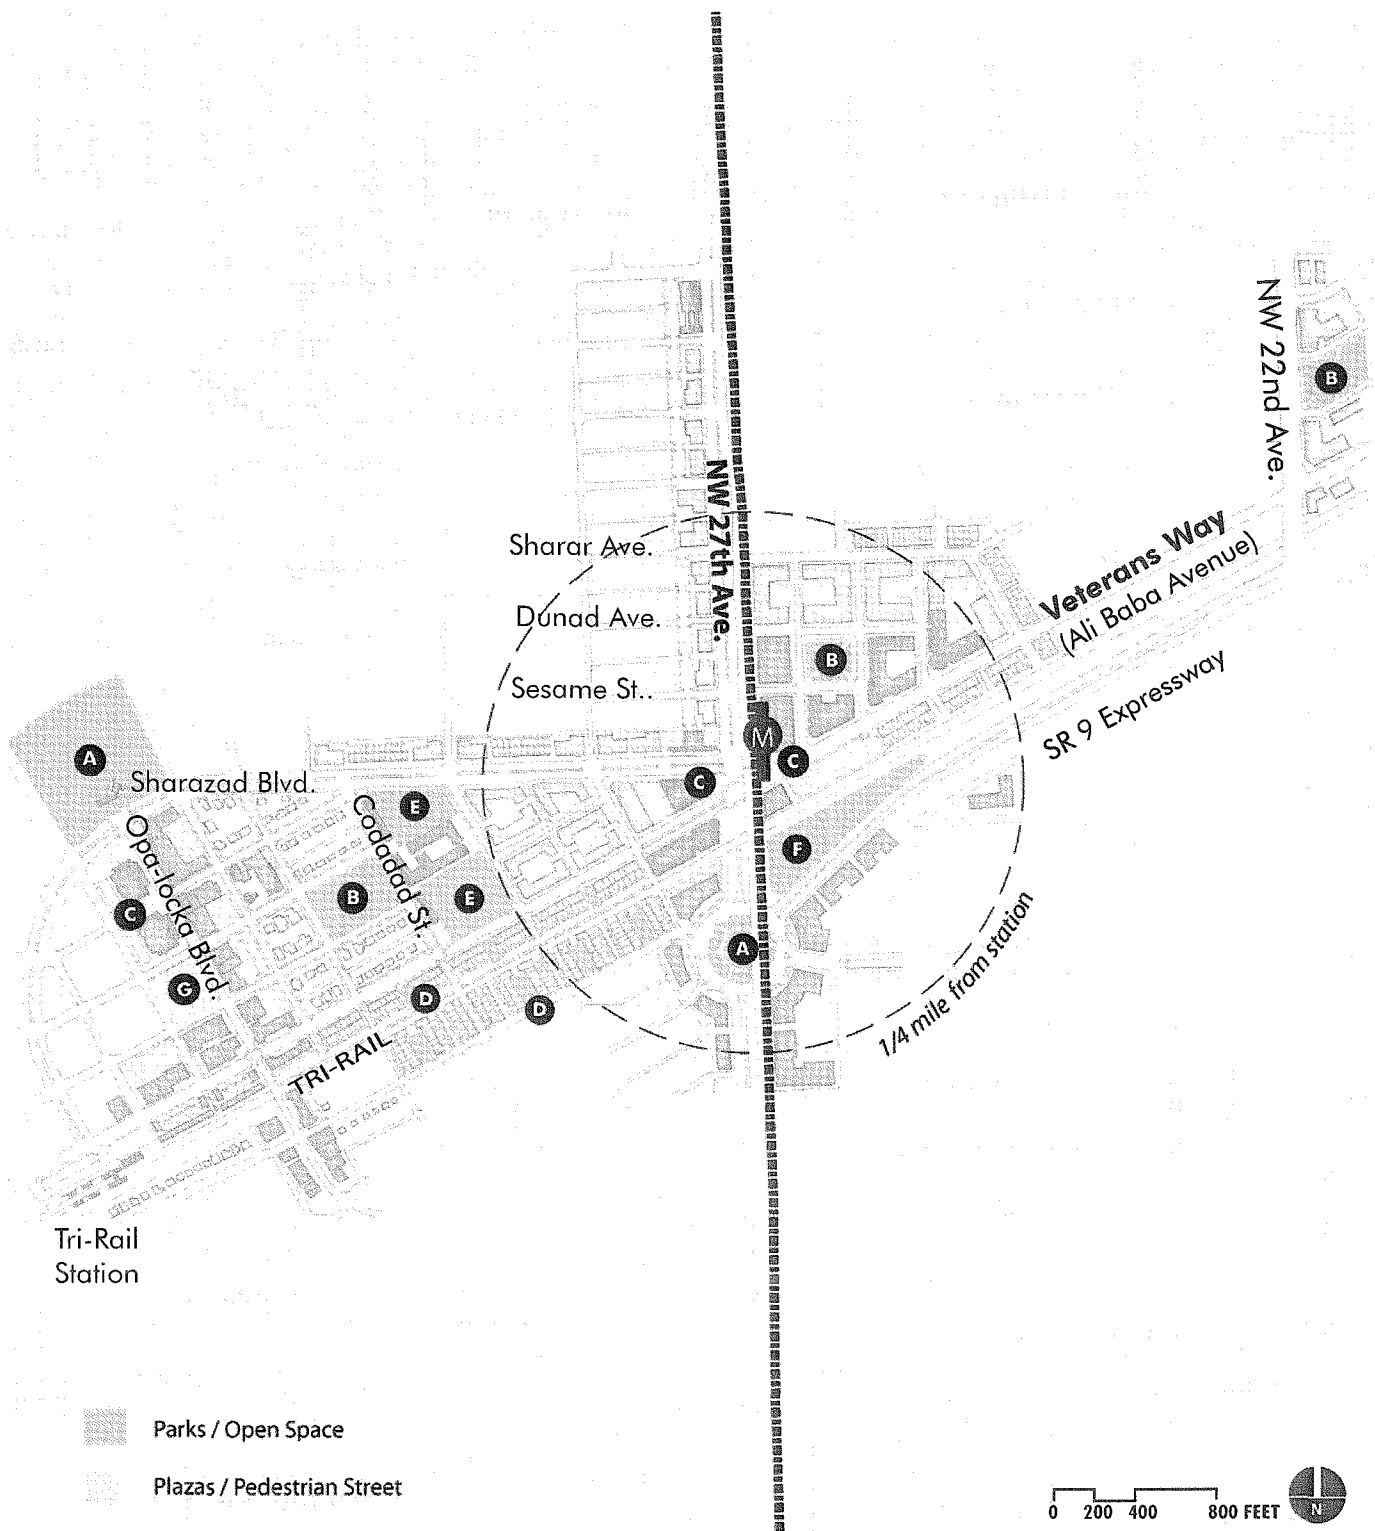 NW 22nd Ave.
B
NW 27th Ave.
Sharar Ave.
Veterans Way
(Ali Baba Avenue)
Dunad Ave.
B
Sesame St..
SR 9 Expressway
M
A
C
C
Sharazad Blvd.
E
Codadad St.
Opa-locka Blvd.
F
B
E
C
A
1/4 mile from station
G
D
D
TRI-RAIL
Tri-Rail
Station
Parks / Open Space
Plazas / Pedestrian Street
0 200 400 800 FEET
N